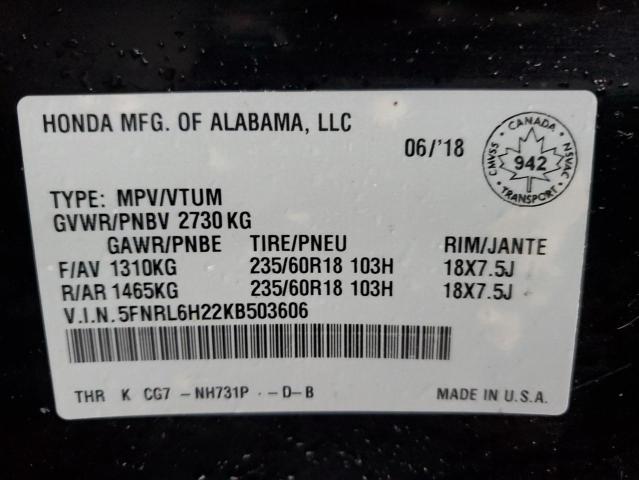 HONDA MFG. OF ALABAMA, LLC
06/'18
CANADA
CMVSS 942 NSVAC
TRANSPORT
TYPE: MPV/VTUM
GVWR/PNBV 2730 KG
GAWR/PNBE TIRE/PNEU RIM/JANTE
F/AV 1310KG 235/60R18 103H 18X7.5J
R/AR 1465KG 235/60R18 103H 18X7.5J
V.I.N. 5FNRL6H22KB503606
THR K CG7 - NH731P - -D-B MADE IN U.S.A.